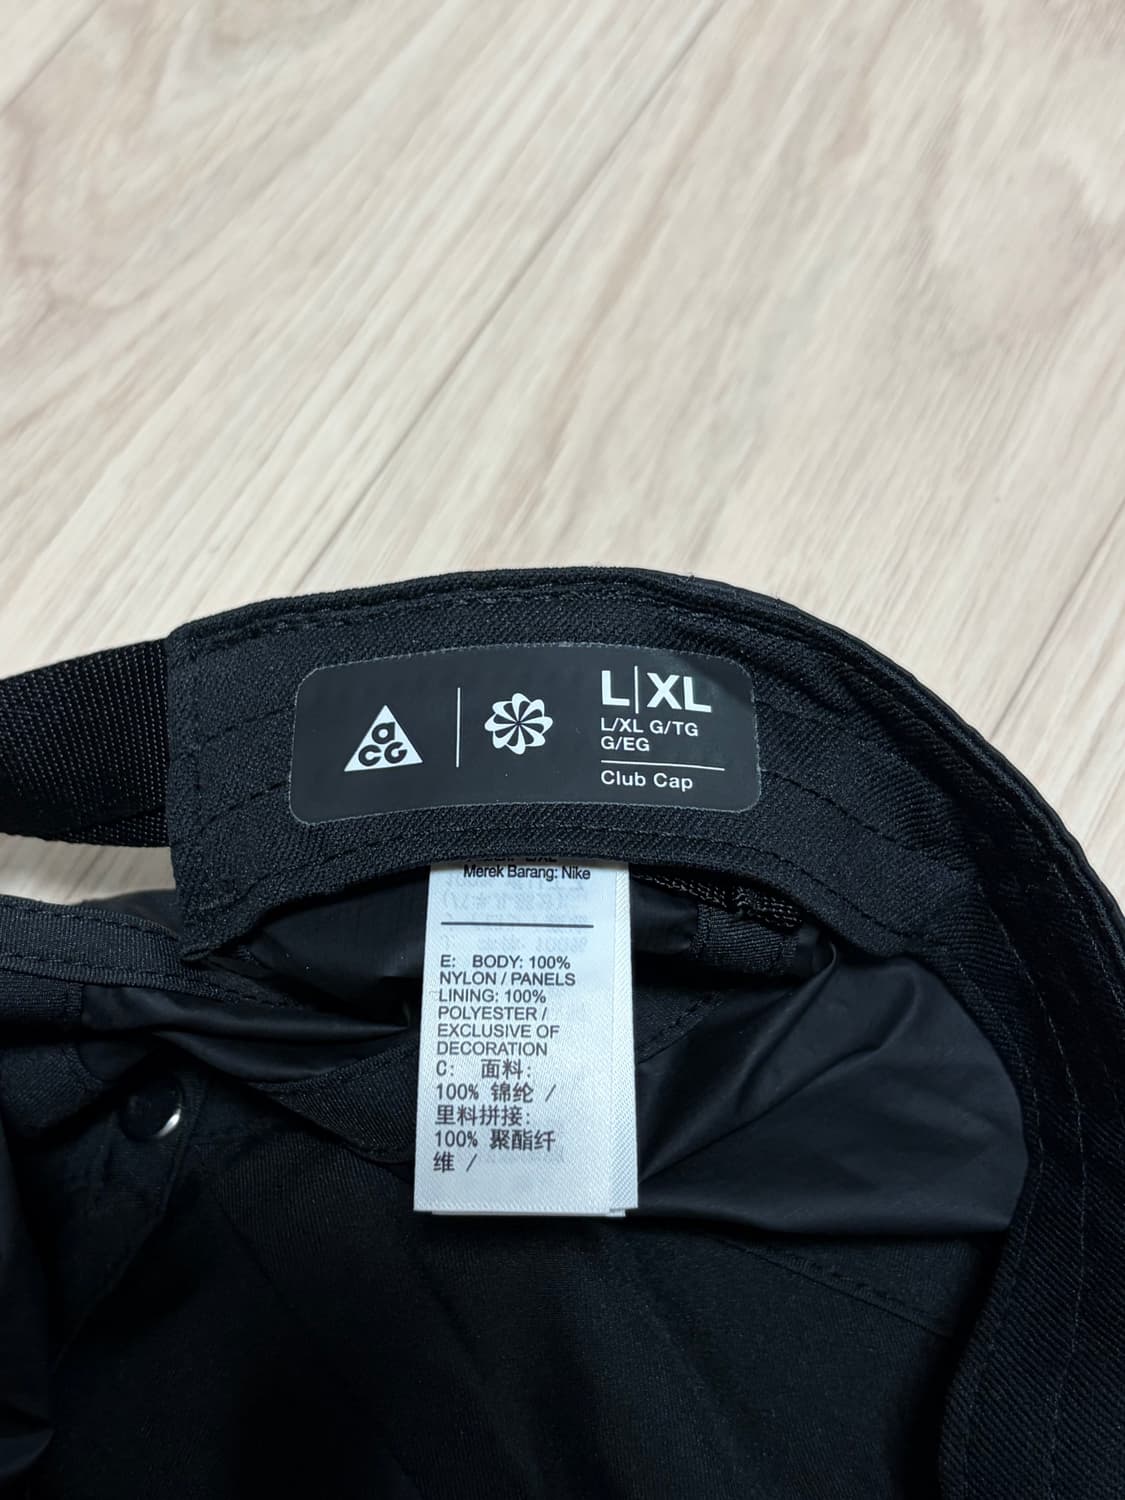 aCG
L|XL
L/XL G/TG
G/EG
Club Cap
Merek Barang: Nike
E: BODY: 100%
NYLON / PANELS
LINING: 100%
POLYESTER /
EXCLUSIVE OF
DECORATION
C: 面料:
100% 锦纶 /
里料拼接:
100% 聚酯纤
维 /